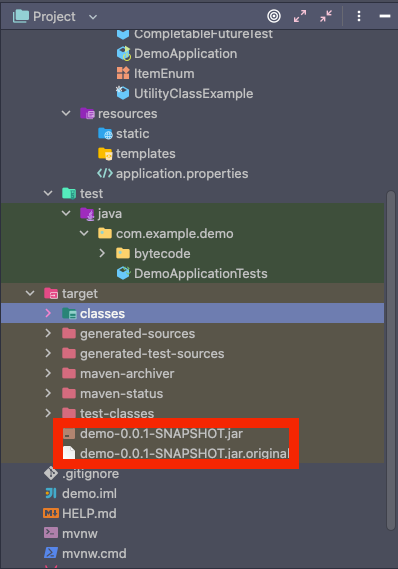 Project
CompletableFutureTest
DemoApplication
ItemEnum
UtilityClassExample
resources
static
templates
application.properties
test
java
com.example.demo
bytecode
DemoApplicationTests
target
classes
generated-sources
generated-test-sources
maven-archiver
maven-status
test-classes
demo-0.0.1-SNAPSHOT.jar
demo-0.0.1-SNAPSHOT.jar.original
.gitignore
demo.iml
HELP.md
mvnw
mvnw.cmd